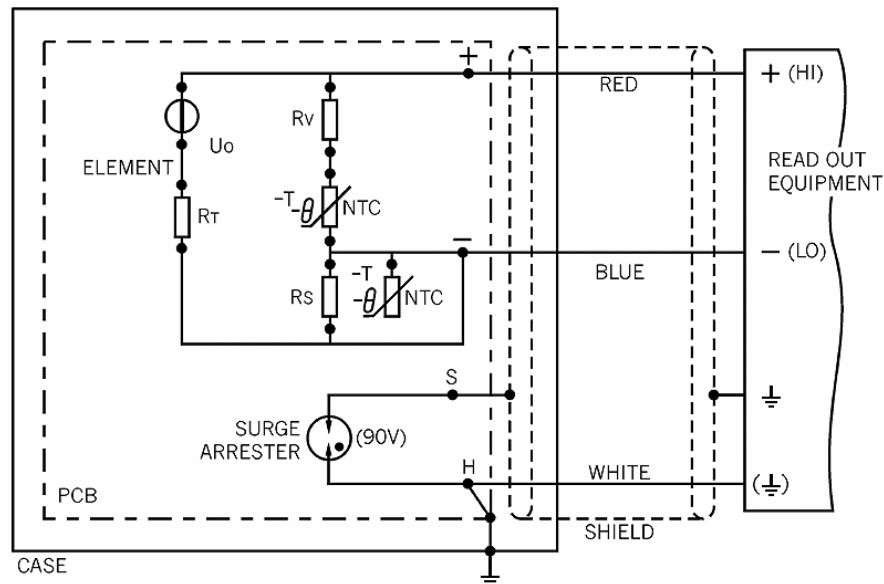 +
RED
+ (HI)
Uo
ELEMENT
RT
RV
-T
-θ
NTC
READ OUT
EQUIPMENT
−
BLUE
− (LO)
RS
-T
-θ
NTC
S
SURGE
ARRESTER
(90V)
H
WHITE
(⏚)
PCB
SHIELD
CASE